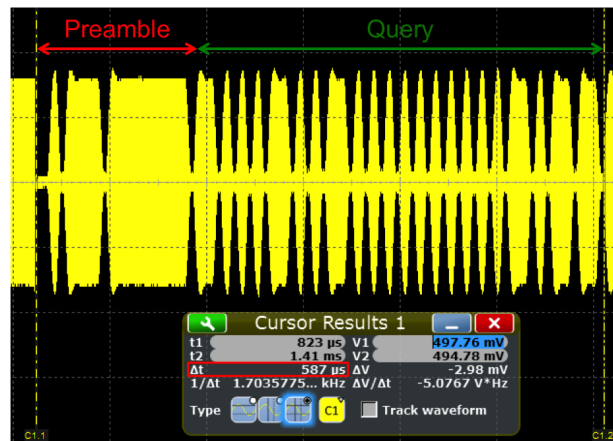 Preamble Query
Cursor Results 1
t1 823 µs V1 497.76 mV
t2 1.41 ms V2 494.78 mV
Δt 587 µs ΔV -2.98 mV
1/Δt 1.7035775... kHz ΔV/Δt -5.0767 V*Hz
Type C1 Track waveform
C1.1 C1.2